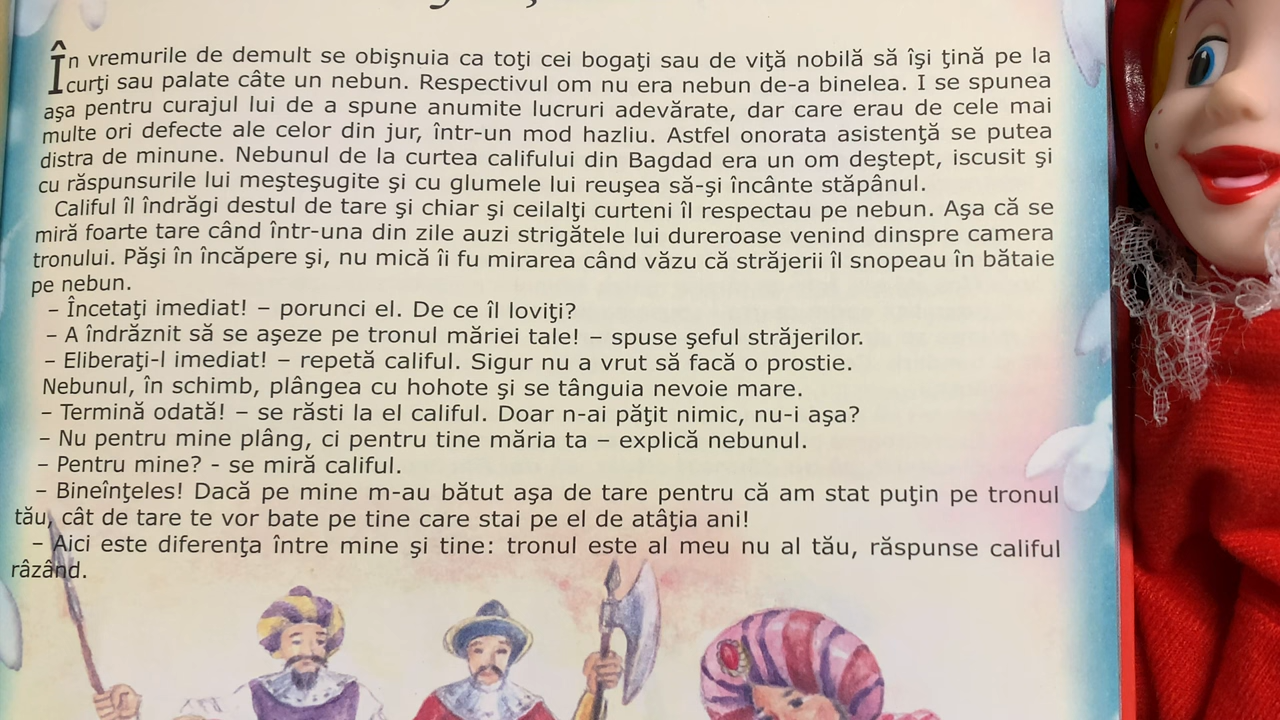 În vremurile de demult se obişnuia ca toţi cei bogaţi sau de viţă nobilă să îşi ţină pe la
curţi sau palate câte un nebun. Respectivul om nu era nebun de-a binelea. I se spunea
aşa pentru curajul lui de a spune anumite lucruri adevărate, dar care erau de cele mai
multe ori defecte ale celor din jur, într-un mod hazliu. Astfel onorata asistenţă se putea
distra de minune. Nebunul de la curtea califului din Bagdad era un om deştept, iscusit şi
cu răspunsurile lui meşteşugite şi cu glumele lui reuşea să-şi încânte stăpânul.
Califul îl îndrăgi destul de tare şi chiar şi ceilalţi curteni îl respectau pe nebun. Aşa că se
miră foarte tare când într-una din zile auzi strigătele lui dureroase venind dinspre camera
tronului. Păşi în încăpere şi, nu mică îi fu mirarea când văzu că străjerii îl snopeau în bătaie
pe nebun.
– Încetaţi imediat! – porunci el. De ce îl loviţi?
– A îndrăznit să se aşeze pe tronul măriei tale! – spuse şeful străjerilor.
– Eliberaţi-l imediat! – repetă califul. Sigur nu a vrut să facă o prostie.
Nebunul, în schimb, plângea cu hohote şi se tânguia nevoie mare.
– Termină odată! – se răsti la el califul. Doar n-ai păţit nimic, nu-i aşa?
– Nu pentru mine plâng, ci pentru tine măria ta – explică nebunul.
– Pentru mine? - se miră califul.
– Bineînţeles! Dacă pe mine m-au bătut aşa de tare pentru că am stat puţin pe tronul
tău, cât de tare te vor bate pe tine care stai pe el de atâţia ani!
– Aici este diferenţa între mine şi tine: tronul este al meu nu al tău, răspunse califul
râzând.